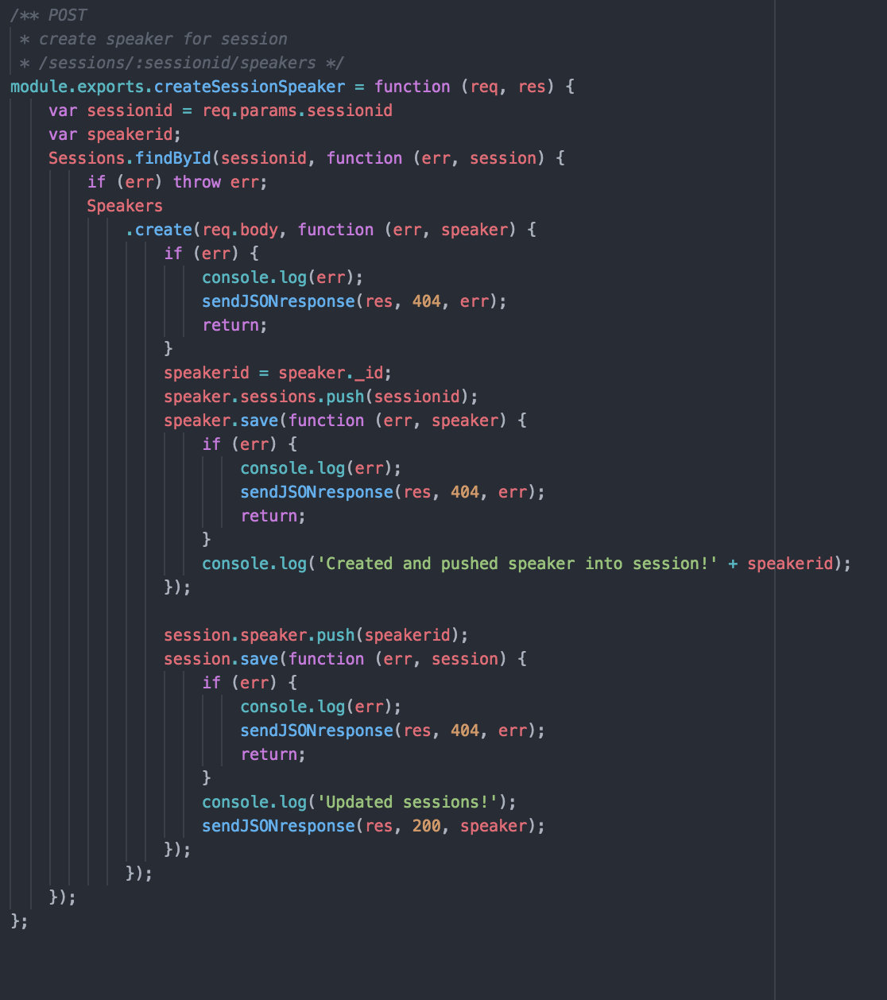 /** POST
 * create speaker for session
 * /sessions/:sessionid/speakers */
module.exports.createSessionSpeaker = function (req, res) {
    var sessionid = req.params.sessionid
    var speakerid;
    Sessions.findById(sessionid, function (err, session) {
        if (err) throw err;
        Speakers
            .create(req.body, function (err, speaker) {
                if (err) {
                    console.log(err);
                    sendJSONresponse(res, 404, err);
                    return;
                }
                speakerid = speaker._id;
                speaker.sessions.push(sessionid);
                speaker.save(function (err, speaker) {
                    if (err) {
                        console.log(err);
                        sendJSONresponse(res, 404, err);
                        return;
                    }
                    console.log('Created and pushed speaker into session!' + speakerid);
                });

                session.speaker.push(speakerid);
                session.save(function (err, session) {
                    if (err) {
                        console.log(err);
                        sendJSONresponse(res, 404, err);
                        return;
                    }
                    console.log('Updated sessions!');
                    sendJSONresponse(res, 200, speaker);
                });
            });
    });
};